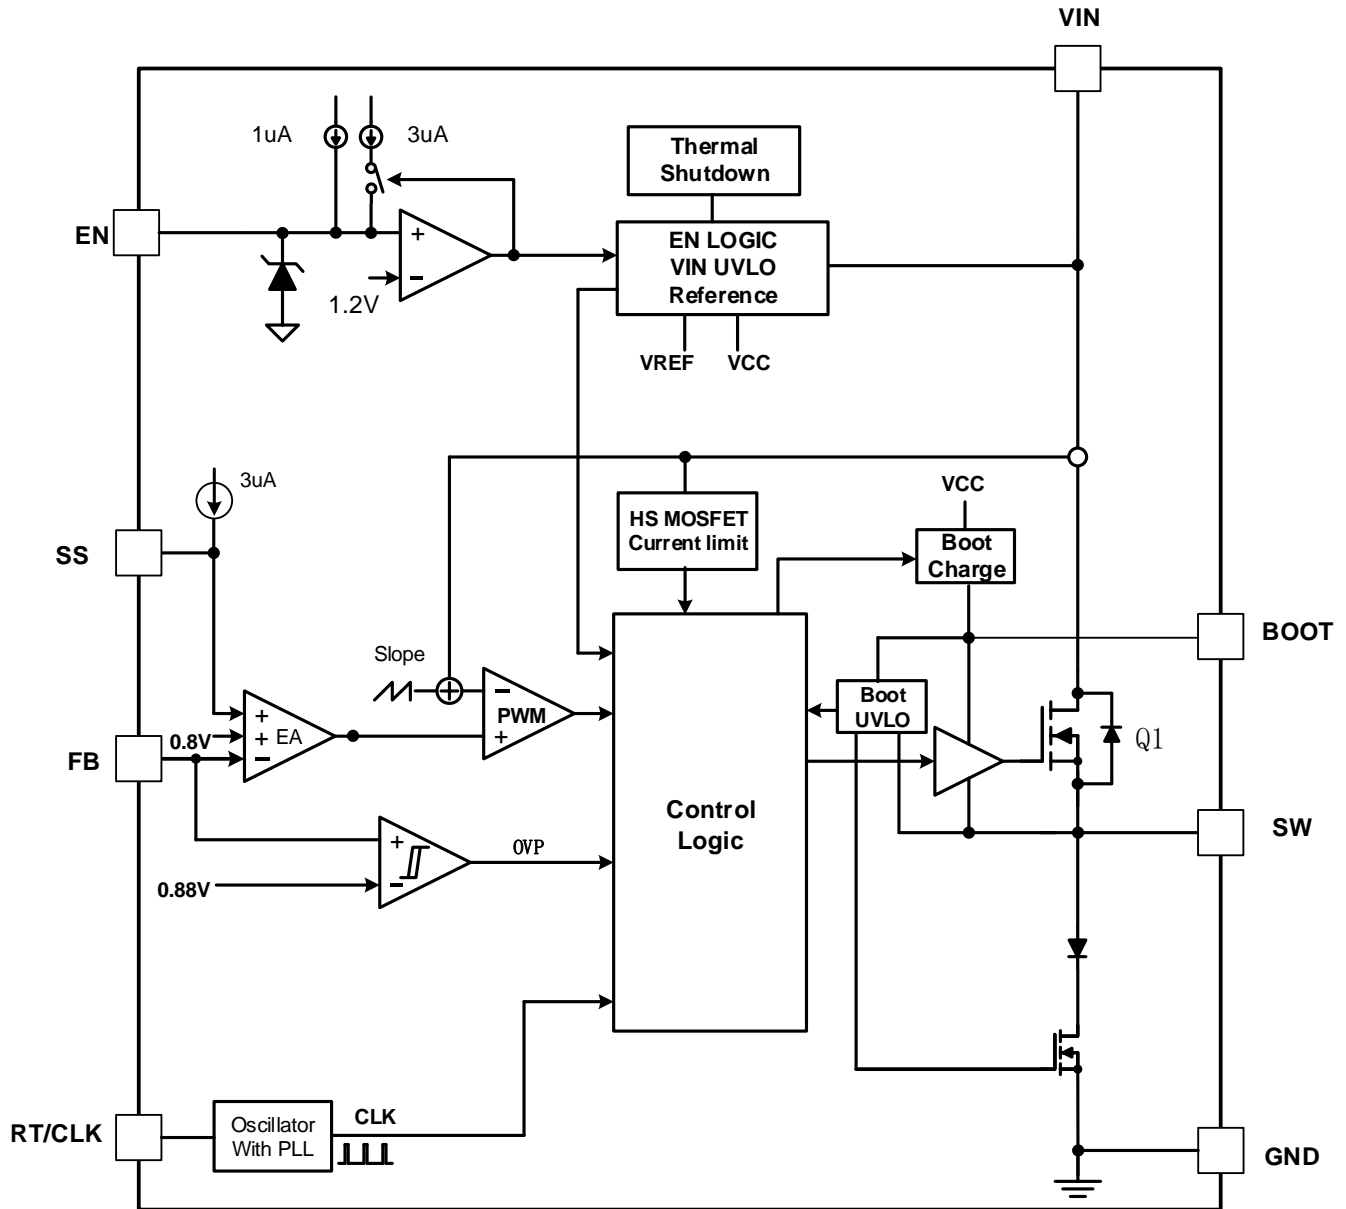 VIN
1uA
3uA
Thermal
Shutdown
EN
+
−
1.2V
EN LOGIC
VIN UVLO
Reference
VREF
VCC
3uA
VCC
HS MOSFET
Current limit
Boot
Charge
SS
BOOT
Slope
+
−
PWM
+
Boot
UVLO
+
0.8V
+ EA
−
FB
Q1
Control
Logic
SW
+
−
OVP
0.88V
RT/CLK
Oscillator
With PLL
CLK
GND